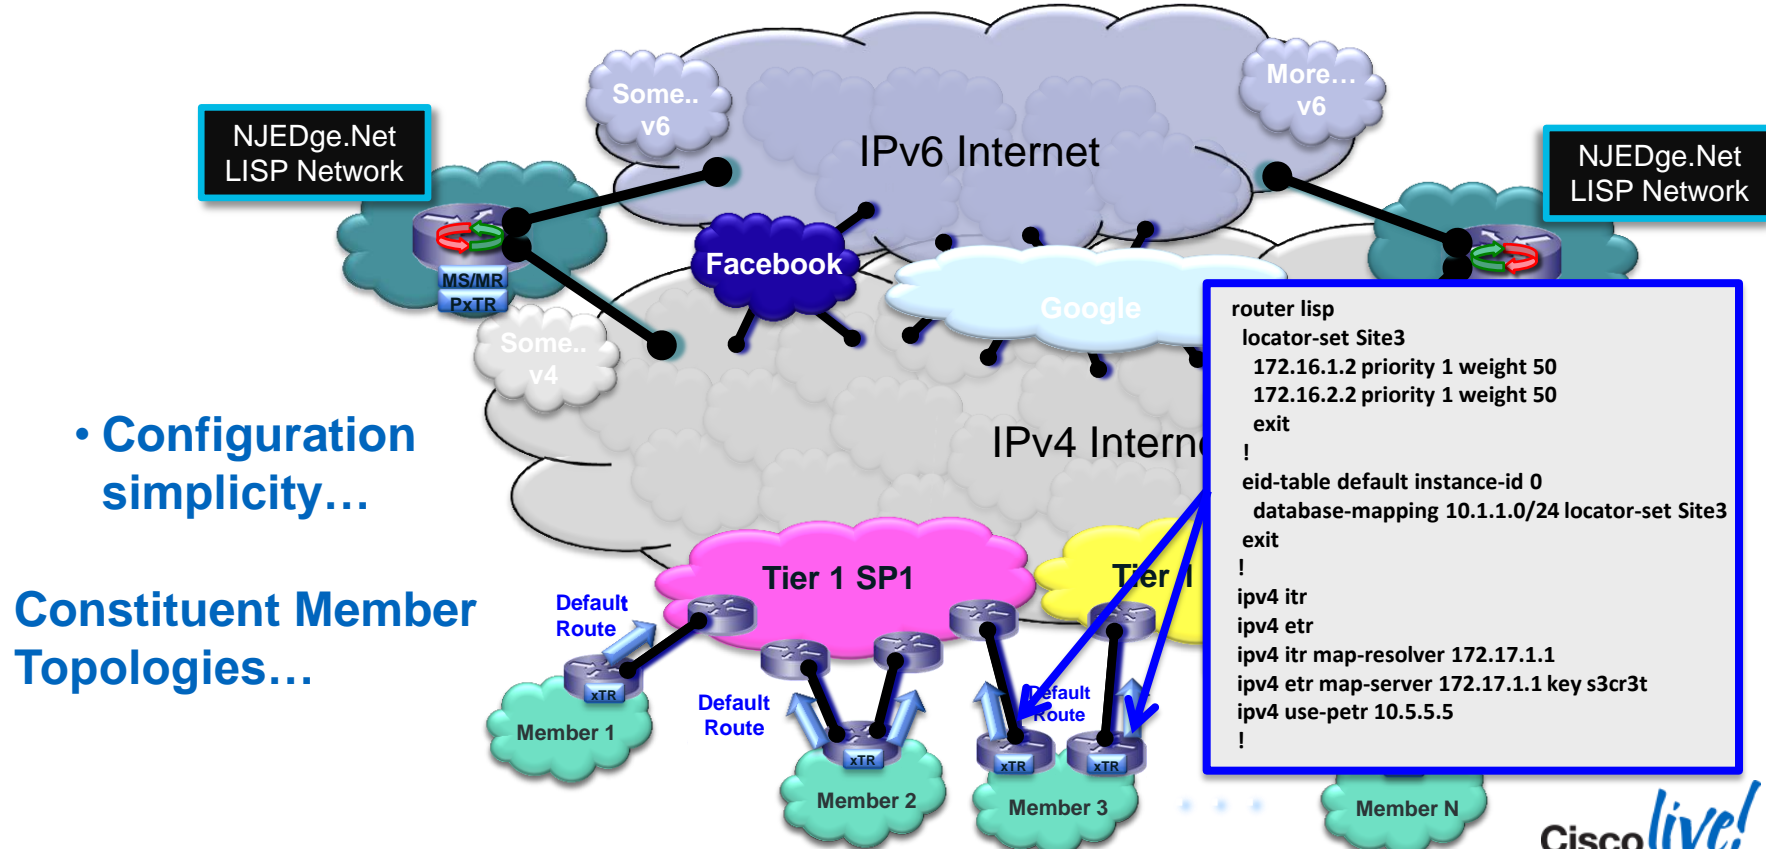 Some..
v6
More…
v6
IPv6 Internet
NJEDge.Net
LISP Network
NJEDge.Net
LISP Network
MS/MR
PxTR
Facebook
Google
Some..
v4
IPv4 Intern
• Configuration
simplicity…
Constituent Member
Topologies…
router lisp
locator-set Site3
172.16.1.2 priority 1 weight 50
172.16.2.2 priority 1 weight 50
exit
!
eid-table default instance-id 0
database-mapping 10.1.1.0/24 locator-set Site3
exit
!
ipv4 itr
ipv4 etr
ipv4 itr map-resolver 172.17.1.1
ipv4 etr map-server 172.17.1.1 key s3cr3t
ipv4 use-petr 10.5.5.5
!
Tier 1 SP1
Tier 1
Default
Route
Default
Route
Default
Route
xTR
xTR
xTR
xTR
Member 1
Member 2
Member 3
Member N
Cisco live!